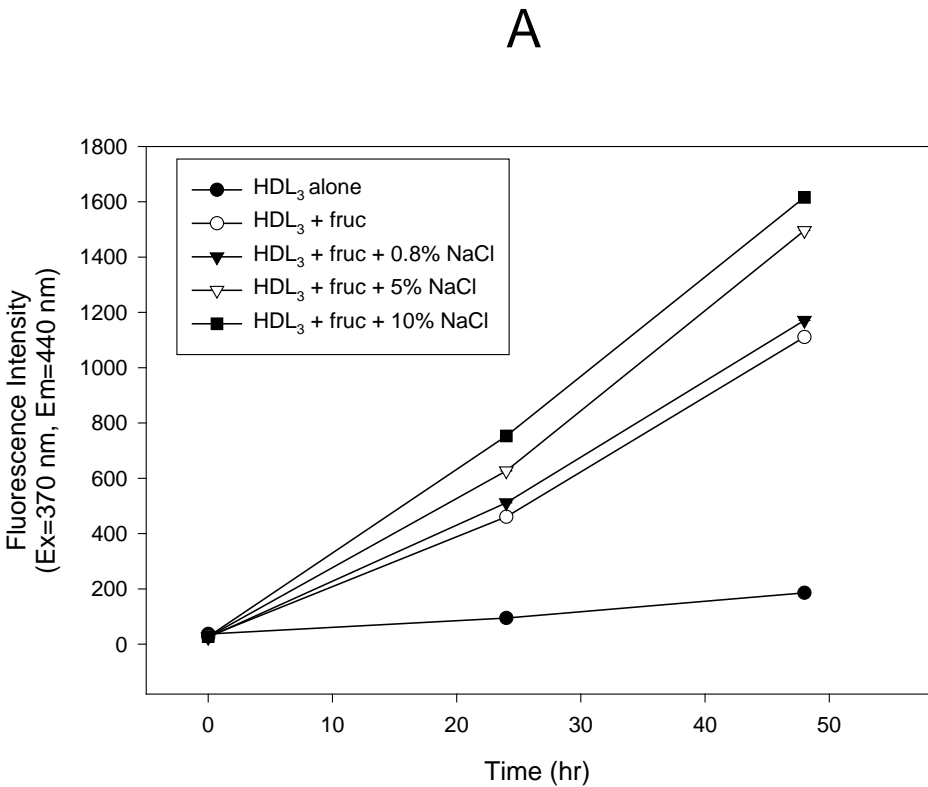 A
1800
1600
1400
1200
1000
800
600
400
200
0
Fluorescence Intensity
(Ex=370 nm, Em=440 nm)
HDL3 alone
HDL3 + fruc
HDL3 + fruc + 0.8% NaCl
HDL3 + fruc + 5% NaCl
HDL3 + fruc + 10% NaCl
0 10 20 30 40 50
Time (hr)